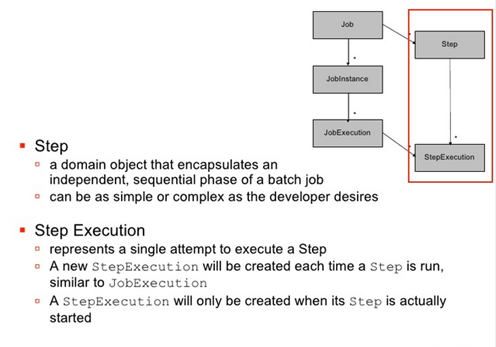 Job
Step
JobInstance
JobExecution
StepExecution
Step
a domain object that encapsulates an
independent, sequential phase of a batch job
can be as simple or complex as the developer desires
Step Execution
represents a single attempt to execute a Step
A new StepExecution will be created each time a Step is run,
similar to JobExecution
A StepExecution will only be created when its Step is actually
started